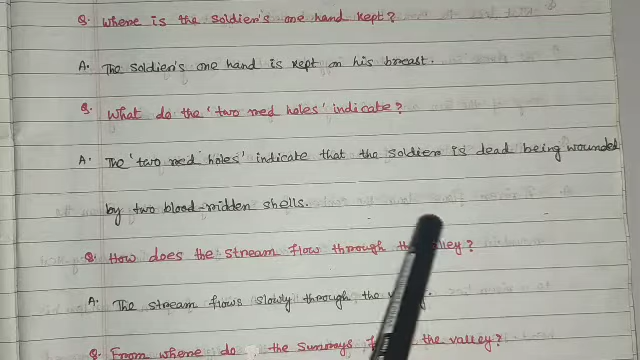 Q. Where is the soldier's one hand kept?
A. The soldier's one hand is kept on his breast.
Q. What do the 'two red holes' indicate?
A. The 'two red holes' indicate that the soldier is dead being wounded
by two blood-ridden shells.
Q. How does the stream flow through the valley?
A. The stream flows slowly through the
Q. From where do the sunrays the valley?